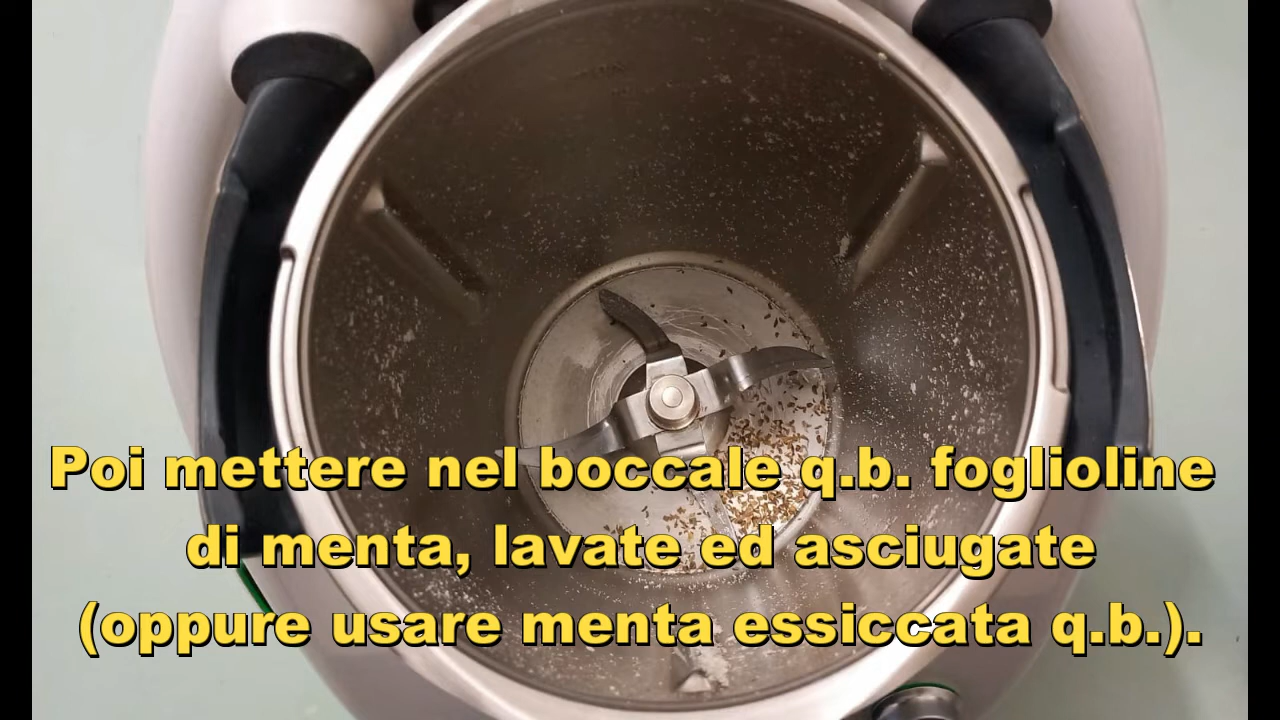 Poi mettere nel boccale q.b. foglioline
di menta, lavate ed asciugate
(oppure usare menta essiccata q.b.).